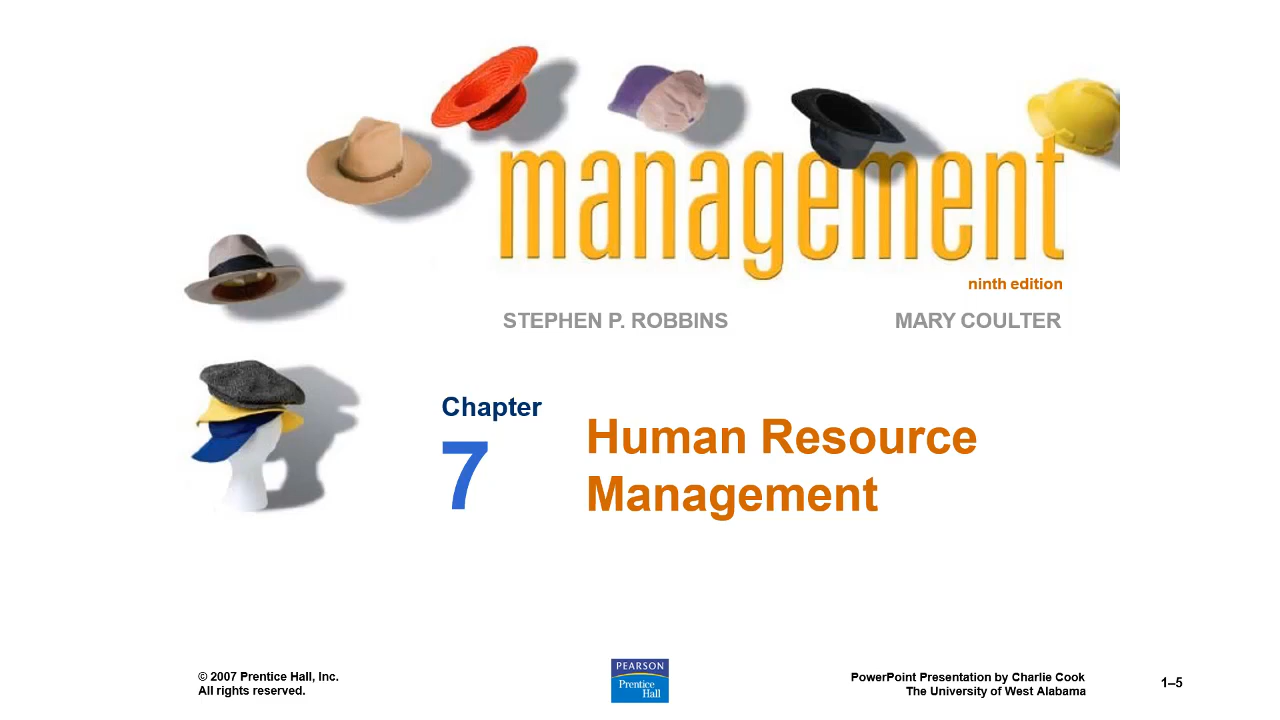 management
ninth edition
STEPHEN P. ROBBINS
MARY COULTER
Chapter
7
Human Resource
Management
© 2007 Prentice Hall, Inc.
All rights reserved.
PEARSON
Prentice
Hall
PowerPoint Presentation by Charlie Cook
The University of West Alabama
1–5